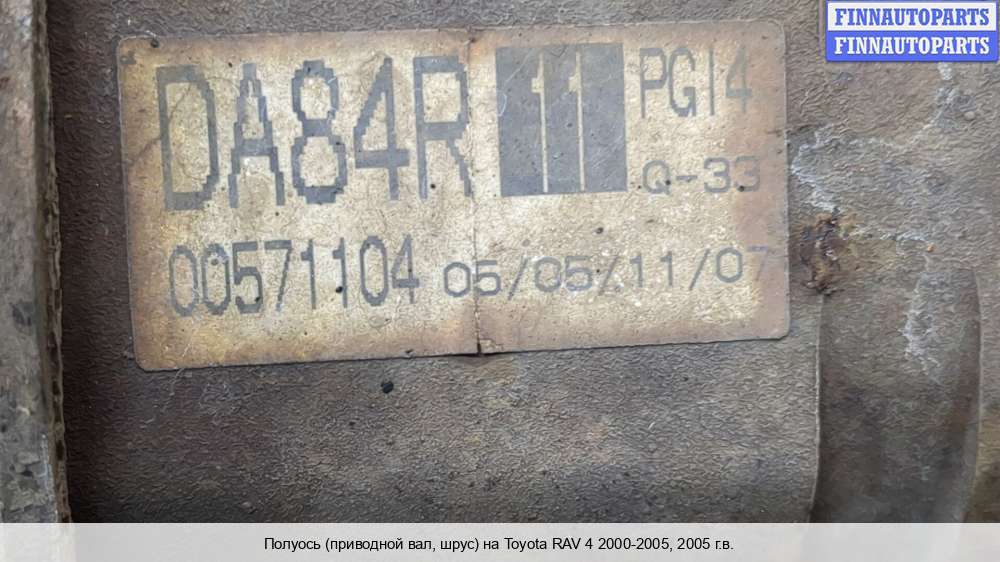 FINNAUTOPARTS
FINNAUTOPARTS
DA84R 11 PG14
Q-33
00571104 05/05/11/07
Полуось (приводной вал, шрус) на Toyota RAV 4 2000-2005, 2005 г.в.